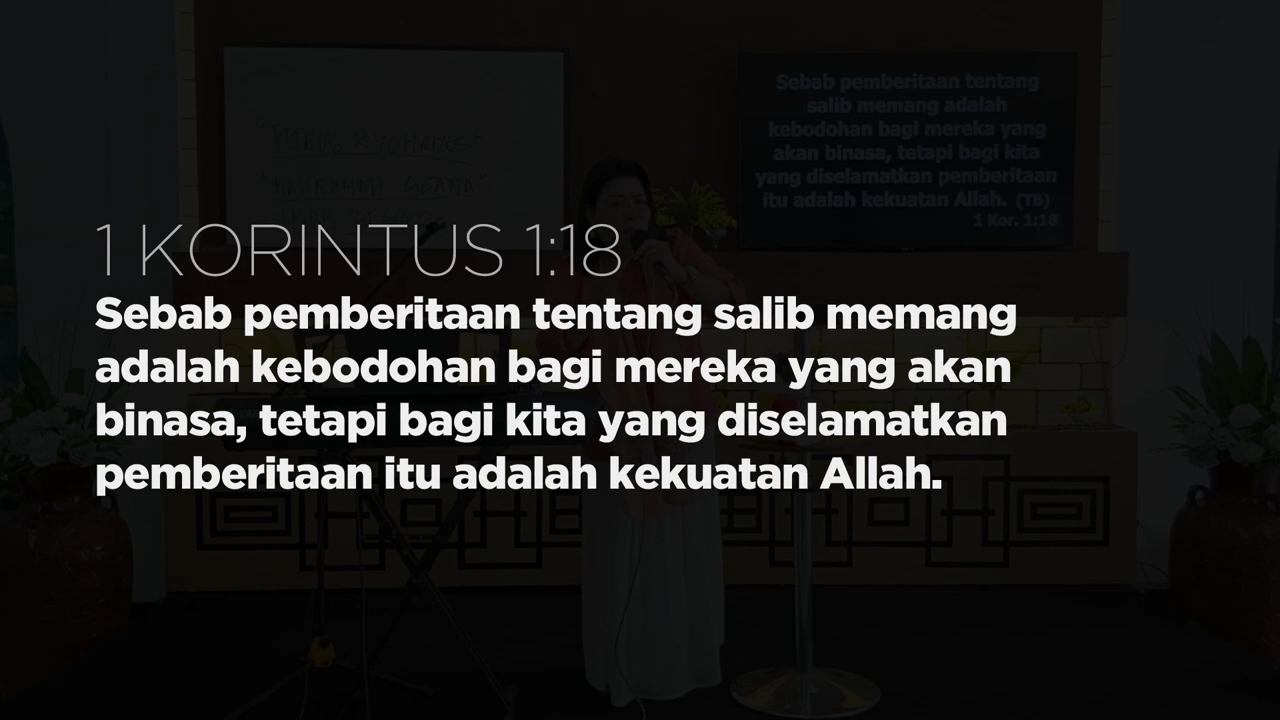 Sebab pemberitaan tentang
salib memang adalah
kebodohan bagi mereka yang
akan binasa, tetapi bagi kita
yang diselamatkan pemberitaan
itu adalah kekuatan Allah. (TB)
1 Kor. 1:18
1 KORINTUS 1:18
Sebab pemberitaan tentang salib memang
adalah kebodohan bagi mereka yang akan
binasa, tetapi bagi kita yang diselamatkan
pemberitaan itu adalah kekuatan Allah.